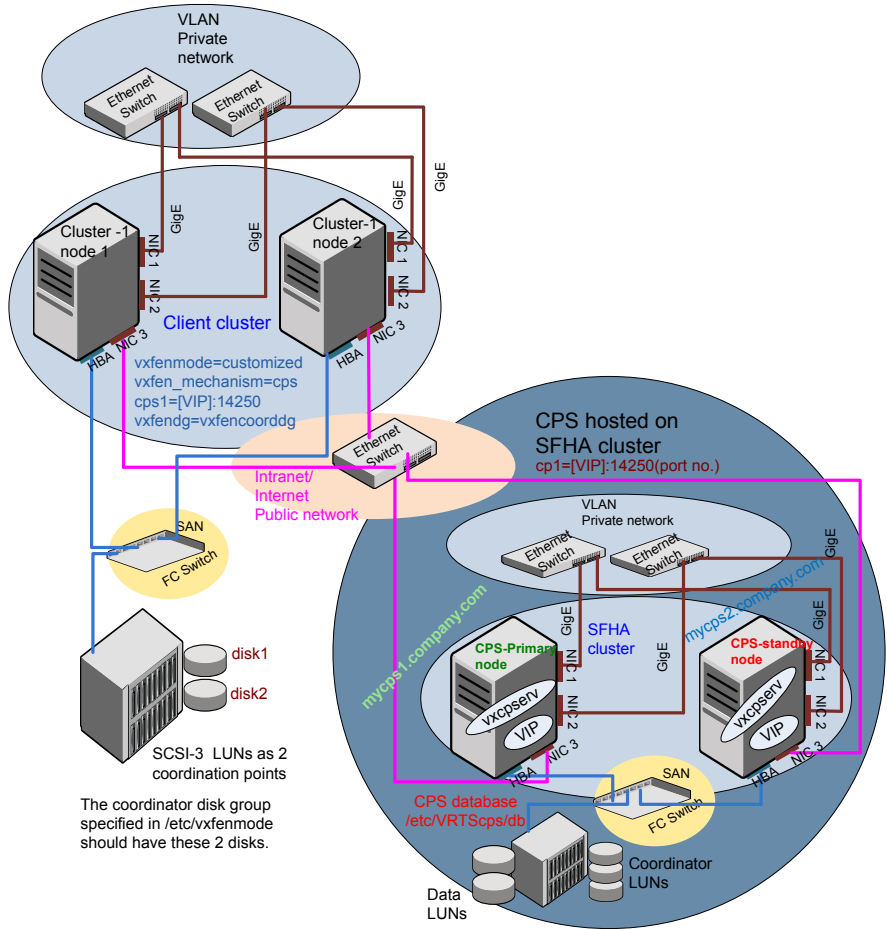 VLAN
Private
network
Ethernet
Switch
Ethernet
Switch
GigE
GigE
GigE
GigE
Cluster -1
node 1
NIC 1
NIC 2
HBA
NIC 3
Cluster-1
node 2
NIC 1
NIC 2
HBA
NIC 3
Client cluster
vxfenmode=customized
vxfen_mechanism=cps
cps1=[VIP]:14250
vxfendg=vxfencoorddg
Ethernet
Switch
Intranet/
Internet
Public network
SAN
FC Switch
disk1
disk2
SCSI-3 LUNs as 2
coordination points
The coordinator disk group
specified in /etc/vxfenmode
should have these 2 disks.
CPS hosted on
SFHA cluster
cp1=[VIP]:14250(port no.)
VLAN
Private network
Ethernet
Switch
Ethernet
Switch
GigE
GigE
GigE
GigE
mycps1.company.com
mycps2.company.com
SFHA
cluster
CPS-Primary
node
NIC 1
NIC 2
vxcpserv
VIP
HBA
NIC 3
CPS-standby
node
NIC 1
NIC 2
vxcpserv
VIP
HBA
NIC 3
SAN
FC Switch
CPS database
/etc/VRTScps/db
Data
LUNs
Coordinator
LUNs